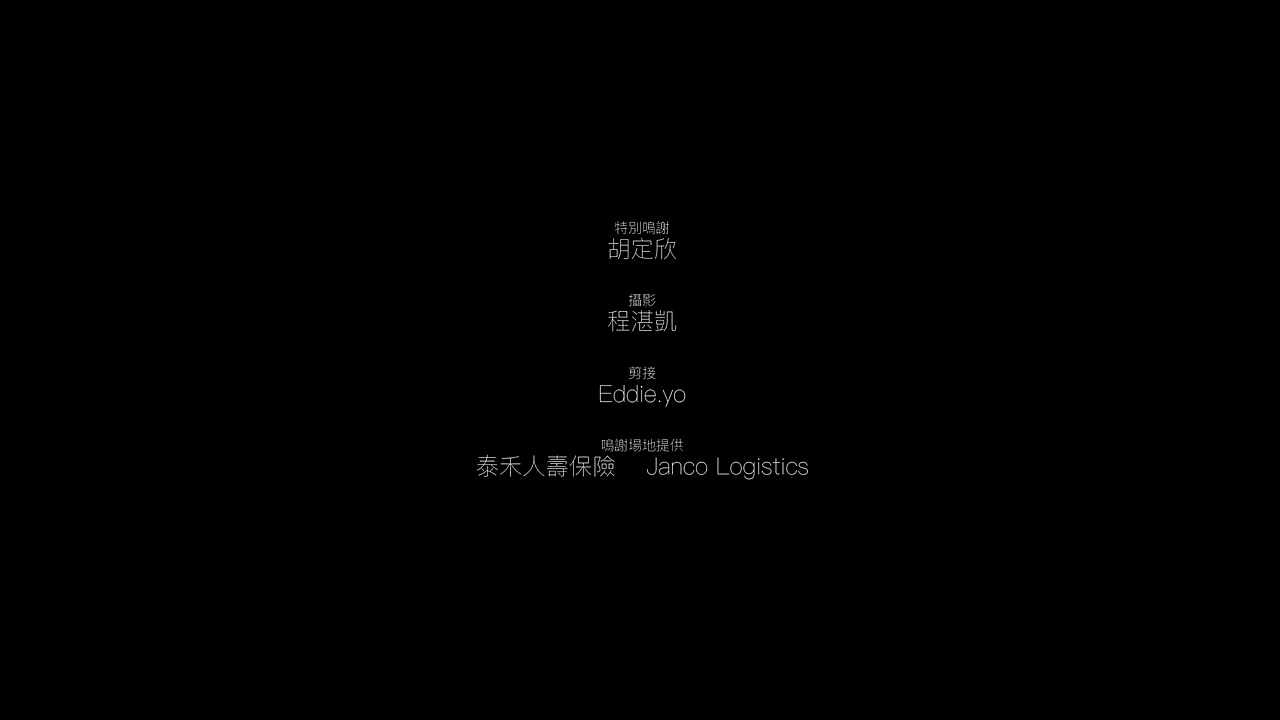 特別鳴謝
胡定欣
攝影
程湛凱
剪接
Eddie.yo
鳴謝場地提供
泰禾人壽保險 Janco Logistics